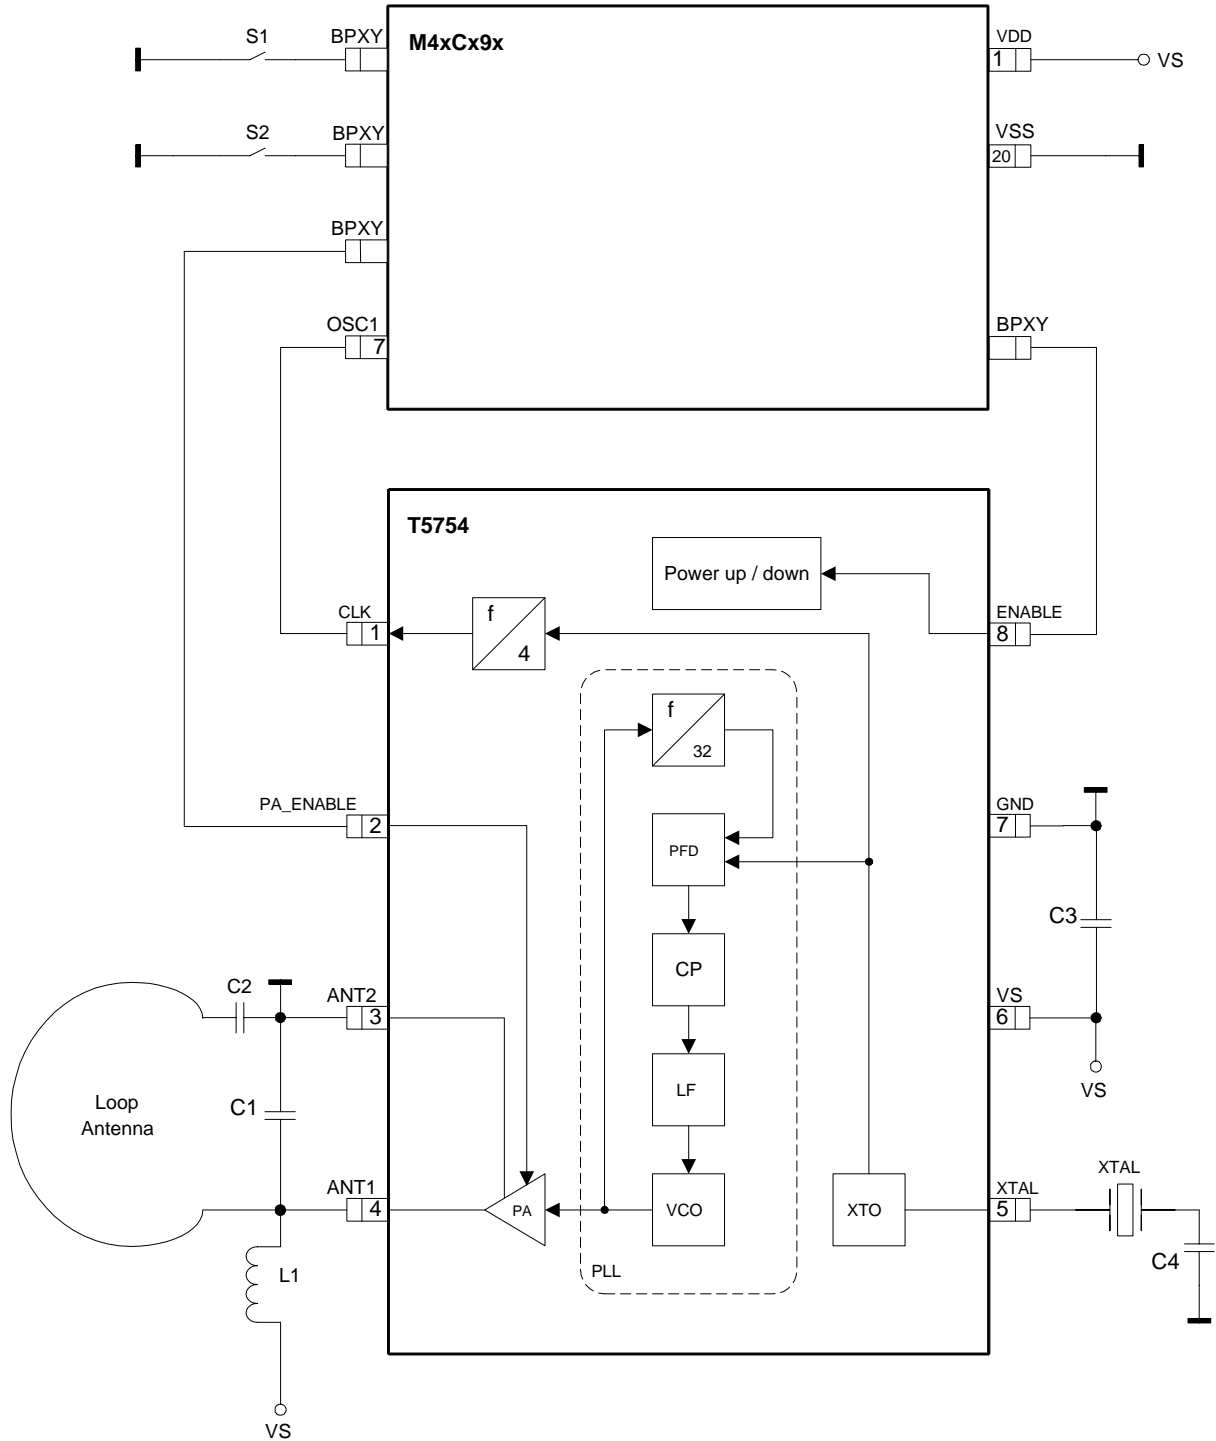 S1
BPXY
M4xCx9x
VDD
1
VS
S2
BPXY
VSS
20
BPXY
OSC1
7
BPXY
T5754
Power up / down
CLK
1
f
4
ENABLE
8
f
32
PA_ENABLE
2
GND
7
PFD
C3
CP
C2
ANT2
3
VS
6
VS
LF
Loop
Antenna
C1
ANT1
4
PA
VCO
XTO
XTAL
5
XTAL
C4
L1
PLL
VS